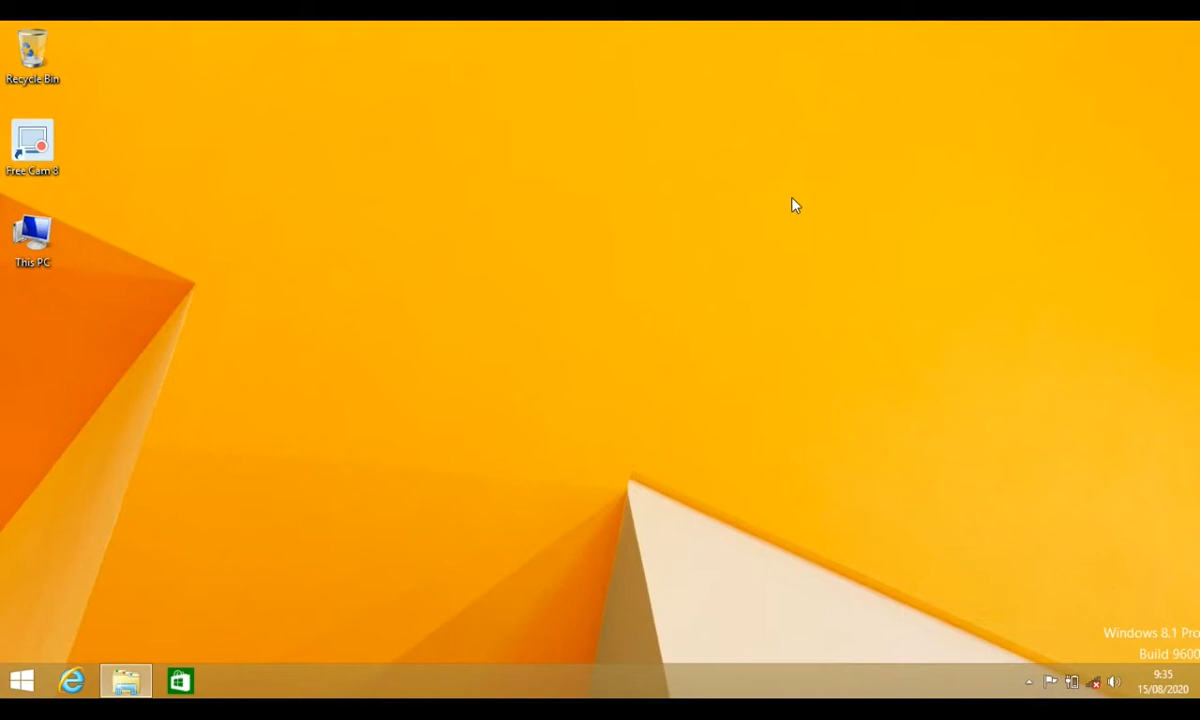 Recycle Bin
Free Cam 8
This PC
Windows 8.1 Pro
Build 9600
9:35
15/08/2020